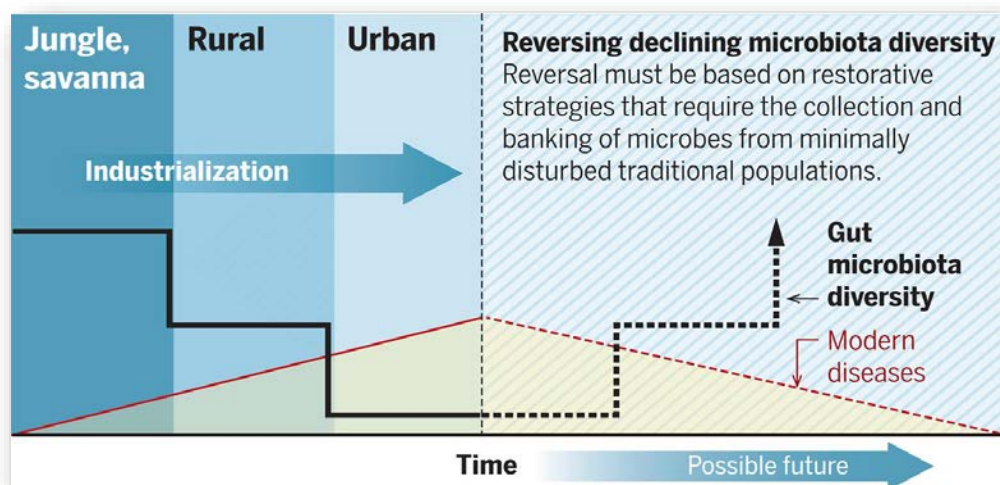 Jungle,
savanna
Rural
Urban
Reversing declining microbiota diversity
Reversal must be based on restorative
strategies that require the collection and
banking of microbes from minimally
disturbed traditional populations.
Industrialization
Gut
microbiota
diversity
Modern
diseases
Time
Possible future